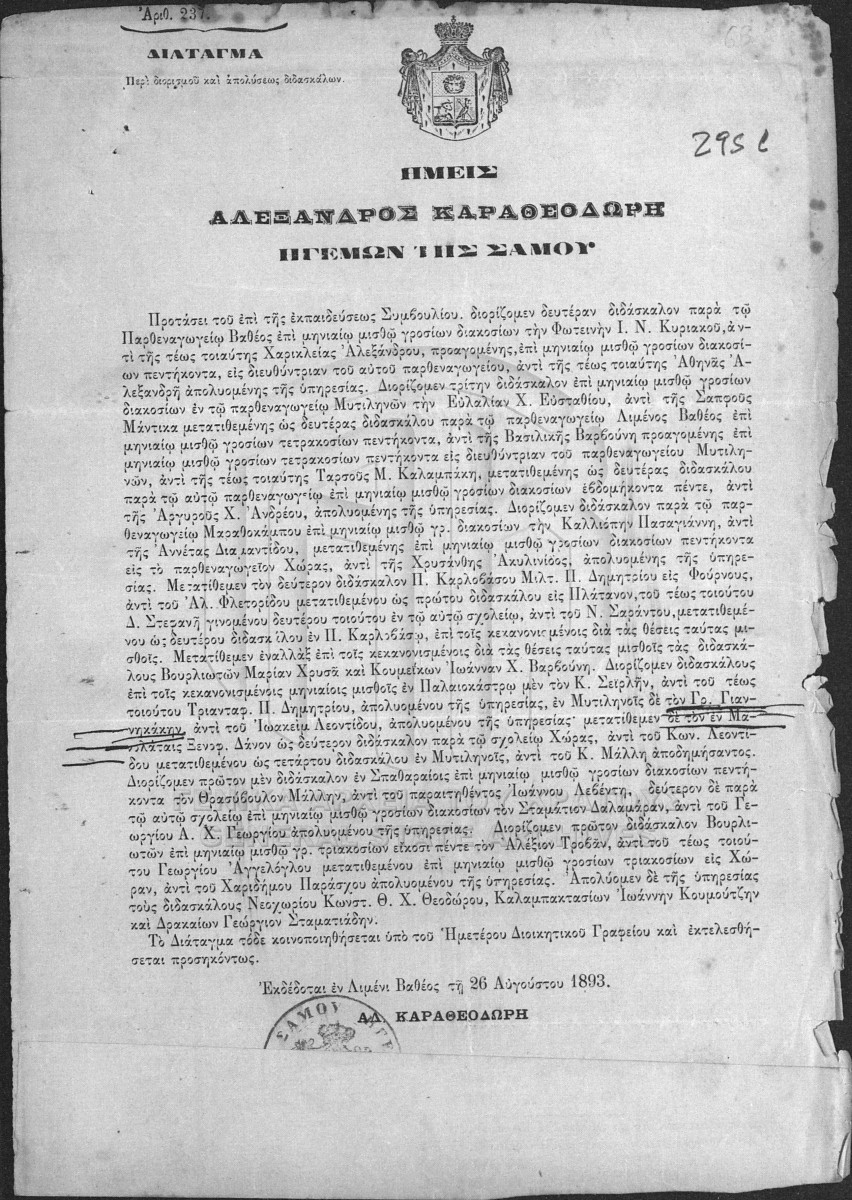 Ἀριθ. 237.
ΔΙΑΤΑΓΜΑ
Περὶ διορισμοῦ καὶ ἀπολύσεως διδασκάλων.
295
ΗΜΕΙΣ
ΑΛΕΞΑΝΔΡΟΣ ΚΑΡΑΘΕΟΔΩΡΗ
ΗΓΕΜΩΝ ΤΗΣ ΣΑΜΟΥ
Προτάσει τοῦ ἐπὶ τῆς ἐκπαιδεύσεως Συμβουλίου. διορίζομεν δευτέραν διδάσκαλον παρὰ τῷ
Παρθεναγωγείῳ Βαθέος ἐπὶ μηνιαίῳ μισθῷ γροσίων διακοσίων τὴν Φωτεινὴν Ι. Ν. Κυριακοῦ, ἀν-
τὶ τῆς τέως τοιαύτης Χαρικλείας Ἀλεξάνδρου, προαγομένης, ἐπὶ μηνιαίῳ μισθῷ γροσίων διακοσί-
ων πεντήκοντα, εἰς διευθύντριαν τοῦ αὐτοῦ παρθεναγωγείου, ἀντὶ τῆς τέως τοιαύτης Ἀθηνᾶς Ἀ-
λεξανδρῆ ἀπολυομένης τῆς ὑπηρεσίας. Διορίζομεν τρίτην διδάσκαλον ἐπὶ μηνιαίῳ μισθῷ γροσίων
διακοσίων ἐν τῷ παρθεναγωγείῳ Μυτιληνῶν τὴν Εὐλαλίαν Χ. Εὐσταθίου, ἀντὶ τῆς Σαπφοῦς
Μάντικα μετατιθεμένης ὡς δευτέρας διδασκάλου παρὰ τῷ παρθεναγωγείῳ Λιμένος Βαθέος ἐπὶ
μηνιαίῳ μισθῷ γροσίων τετρακοσίων πεντήκοντα, ἀντὶ τῆς Βασιλικῆς Βαρβούνη προαγομένης ἐπὶ
μηνιαίῳ μισθῷ γροσίων τετρακοσίων πεντήκοντα εἰς διευθύντριαν τοῦ παρθεναγωγείου Μυτιλη-
νῶν, ἀντὶ τῆς τέως τοιαύτης Ταρσοῦς Μ. Καλαμπάκη, μετατιθεμένης ὡς δευτέρας διδασκάλου
παρὰ τῷ αὐτῷ παρθεναγωγείῳ ἐπὶ μηνιαίῳ μισθῷ γροσίων διακοσίων ἑβδομήκοντα πέντε, ἀντὶ
τῆς Ἀργυροῦς Χ. Ἀνδρέου, ἀπολυομένης τῆς ὑπηρεσίας. Διορίζομεν διδάσκαλον παρὰ τῷ παρ-
θεναγωγείῳ Μαραθοκάμπου ἐπὶ μηνιαίῳ μισθῷ γρ. διακοσίων τὴν Καλλιόπην Πασαγιάννη, ἀντὶ
τῆς Ἀννέτας Διαμαντίδου, μετατιθεμένης ἐπὶ μηνιαίῳ μισθῷ γροσίων διακοσίων πεντήκοντα
εἰς τὸ παρθεναγωγεῖον Χώρας, ἀντὶ τῆς Χρυσάνθης Ἀκυλινίδος, ἀπολυομένης τῆς ὑπηρε-
σίας. Μετατίθεμεν τὸν δεύτερον διδάσκαλον Π. Καρλοβάσου Μιλτ. Π. Δημητρίου εἰς Φούρνους,
ἀντὶ τοῦ Ἀλ. Φλετορίδου μετατιθεμένου ὡς πρώτου διδασκάλου εἰς Πλάτανον, τοῦ τέως τοιούτου
Δ. Στεφανῆ γινομένου δευτέρου τοιούτου ἐν τῷ αὐτῷ σχολείῳ, ἀντὶ τοῦ Ν. Σαράντου, μετατιθεμέ-
νου ὡς δευτέρου διδασκάλου ἐν Π. Καρλοβάσῳ, ἐπὶ τοῖς κεκανονισμένοις διὰ τὰς θέσεις ταύτας μι-
σθοῖς. Μετατίθεμεν ἐναλλὰξ ἐπὶ τοῖς κεκανονισμένοις διὰ τὰς θέσεις ταύτας μισθοῖς τὰς διδασκά-
λους Βουρλιωτῶν Μαρίαν Χρυσᾶ καὶ Κουμεΐκων Ἰωάνναν Χ. Βαρβούνη. Διορίζομεν διδασκάλους
ἐπὶ τοῖς κεκανονισμένοις μηνιαίοις μισθοῖς ἐν Παλαιοκάστρῳ μὲν τὸν Κ. Σεϊρλῆν, ἀντὶ τοῦ τέως
τοιούτου Τριανταφ. Π. Δημητρίου, ἀπολυομένου τῆς ὑπηρεσίας, ἐν Μυτιληνοῖς δὲ τὸν Γρ. Γιαν-
νηκάκην, ἀντὶ τοῦ Ἰωακεὶμ Λεοντίδου, ἀπολυομένου τῆς ὑπηρεσίας· μετατίθεμεν δὲ τὸν ἐν Μα-
νολάταις Ξενοφ. Δάνον ὡς δεύτερον διδάσκαλον παρὰ τῷ σχολείῳ Χώρας, ἀντὶ τοῦ Κων. Λεοντί-
δου μετατιθεμένου ὡς τετάρτου διδασκάλου ἐν Μυτιληνοῖς, ἀντὶ τοῦ Κ. Μάλλη ἀποδημήσαντος.
Διορίζομεν πρῶτον μὲν διδάσκαλον ἐν Σπαθαραίοις ἐπὶ μηνιαίῳ μισθῷ γροσίων διακοσίων πεντή-
κοντα τὸν Θρασύβουλον Μάλλην, ἀντὶ τοῦ παραιτηθέντος Ἰωάννου Λεβέντη, δεύτερον δὲ παρὰ
τῷ αὐτῷ σχολείῳ ἐπὶ μηνιαίῳ μισθῷ γροσίων διακοσίων τὸν Σταμάτιον Δαλαμάραν, ἀντὶ τοῦ Γε-
ωργίου Α. Χ. Γεωργίου ἀπολυομένου τῆς ὑπηρεσίας. Διορίζομεν πρῶτον διδάσκαλον Βουρλι-
ωτῶν ἐπὶ μηνιαίῳ μισθῷ γρ. τριακοσίων εἴκοσι πέντε τὸν Ἀλέξιον Τροβᾶν, ἀντὶ τοῦ τέως τοιού-
του Γεωργίου Ἀγγελόγλου μετατιθεμένου ἐπὶ μηνιαίῳ μισθῷ γροσίων τριακοσίων εἰς Χώ-
ραν, ἀντὶ τοῦ Χαριδήμου Παράσχου ἀπολυομένου τῆς ὑπηρεσίας. Ἀπολύομεν δὲ τῆς ὑπηρεσίας
τοὺς διδασκάλους Νεοχωρίου Κωνστ. Θ. Χ. Θεοδώρου, Καλαμπακτασίων Ἰωάννην Κουμούτζην
καὶ Δρακαίων Γεώργιον Σταματιάδην.
Τὸ Διάταγμα τόδε κοινοποιηθήσεται ὑπὸ τοῦ Ἡμετέρου Διοικητικοῦ Γραφείου καὶ ἐκτελεσθή-
σεται προσηκόντως.
Ἐκδέδοται ἐν Λιμένι Βαθέος τῇ 26 Αὐγούστου 1893.
ΑΛ. ΚΑΡΑΘΕΟΔΩΡΗ
ΣΑΜΟΥ